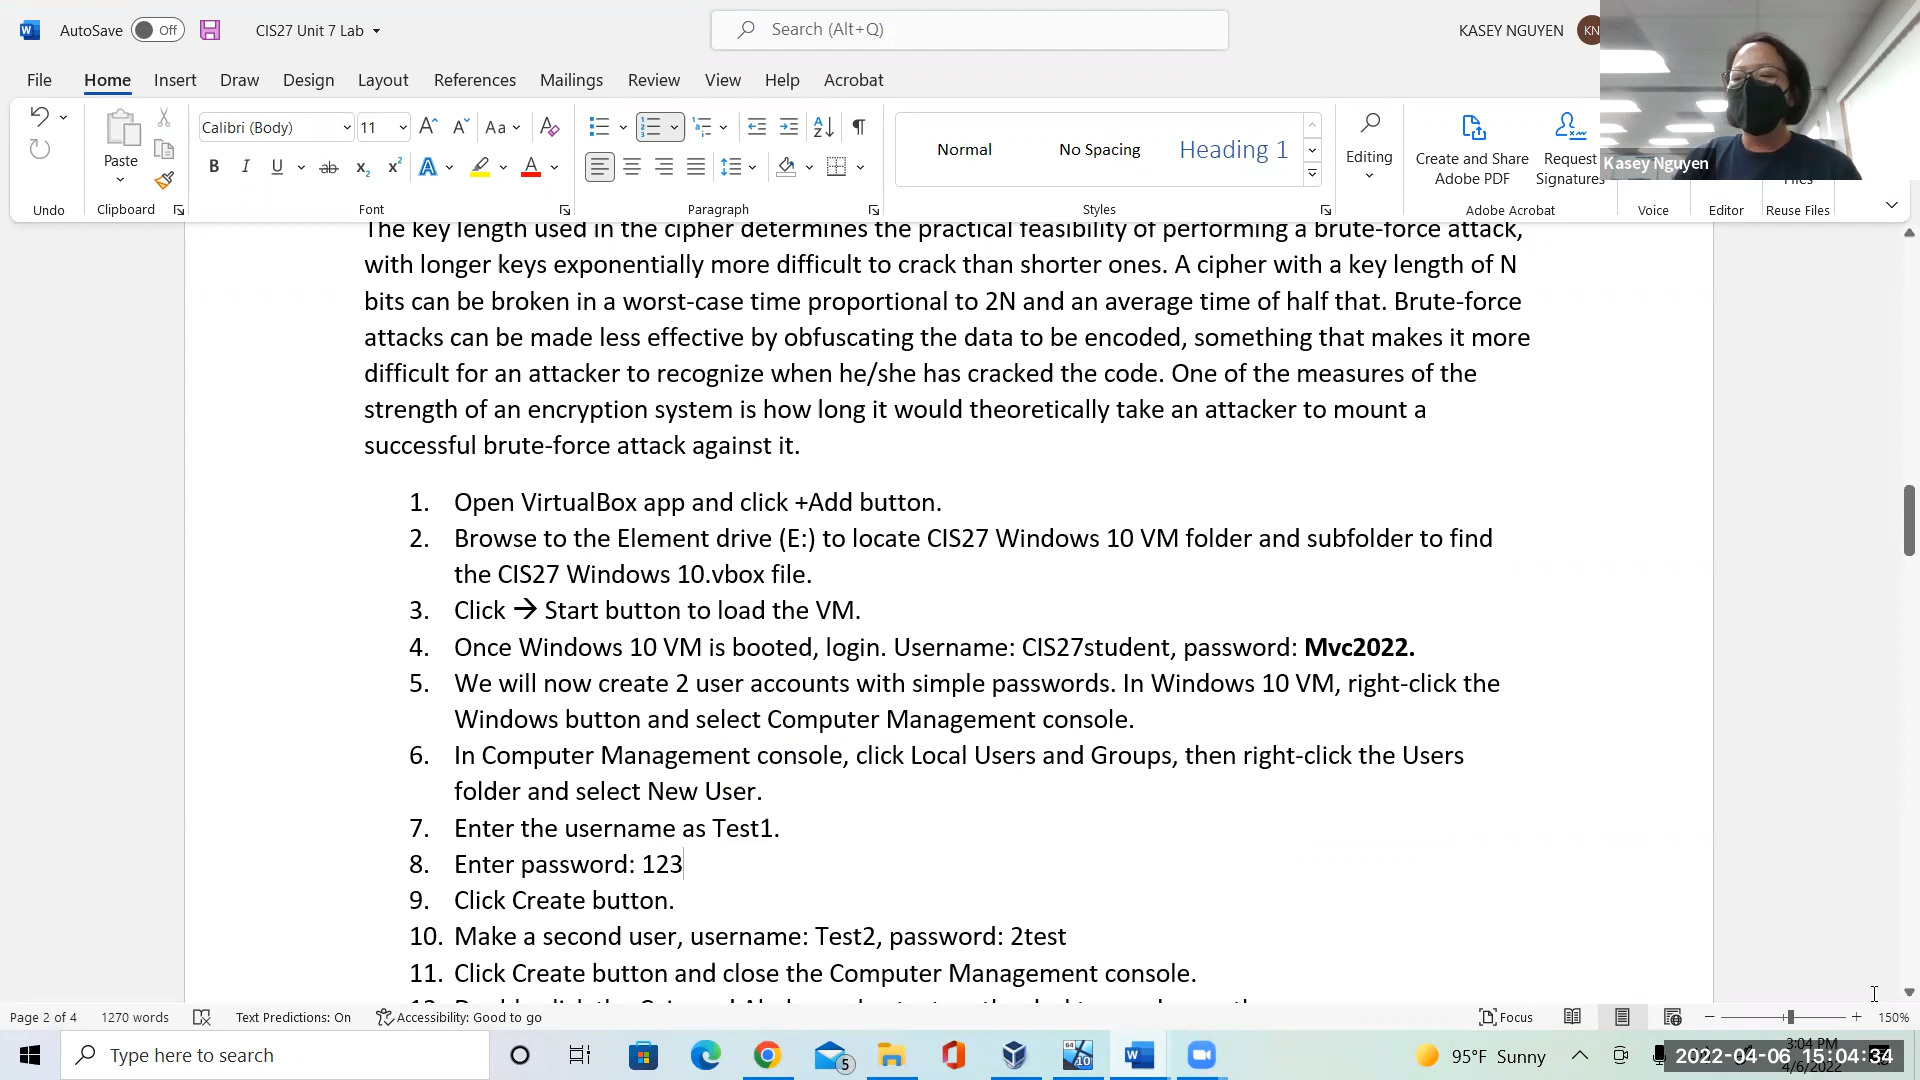 AutoSave Off CIS27 Unit 7 Lab Search (Alt+Q) KASEY NGUYEN KN
File Home Insert Draw Design Layout References Mailings Review View Help Acrobat
Calibri (Body) 11 Aa
Paste
Normal No Spacing Heading 1
Editing
Create and Share Adobe PDF
Request Signatures
Kasey Nguyen
Undo Clipboard Font Paragraph Styles Adobe Acrobat Voice Editor Reuse Files
The key length used in the cipher determines the practical feasibility of performing a brute-force attack,
with longer keys exponentially more difficult to crack than shorter ones. A cipher with a key length of N
bits can be broken in a worst-case time proportional to 2N and an average time of half that. Brute-force
attacks can be made less effective by obfuscating the data to be encoded, something that makes it more
difficult for an attacker to recognize when he/she has cracked the code. One of the measures of the
strength of an encryption system is how long it would theoretically take an attacker to mount a
successful brute-force attack against it.
1. Open VirtualBox app and click +Add button.
2. Browse to the Element drive (E:) to locate CIS27 Windows 10 VM folder and subfolder to find
the CIS27 Windows 10.vbox file.
3. Click → Start button to load the VM.
4. Once Windows 10 VM is booted, login. Username: CIS27student, password: Mvc2022.
5. We will now create 2 user accounts with simple passwords. In Windows 10 VM, right-click the
Windows button and select Computer Management console.
6. In Computer Management console, click Local Users and Groups, then right-click the Users
folder and select New User.
7. Enter the username as Test1.
8. Enter password: 123
9. Click Create button.
10. Make a second user, username: Test2, password: 2test
11. Click Create button and close the Computer Management console.
Page 2 of 4 1270 words Text Predictions: On Accessibility: Good to go Focus 150%
Type here to search 5 95°F Sunny 3:04 PM
2022-04-06 15:04:34
4/6/2022